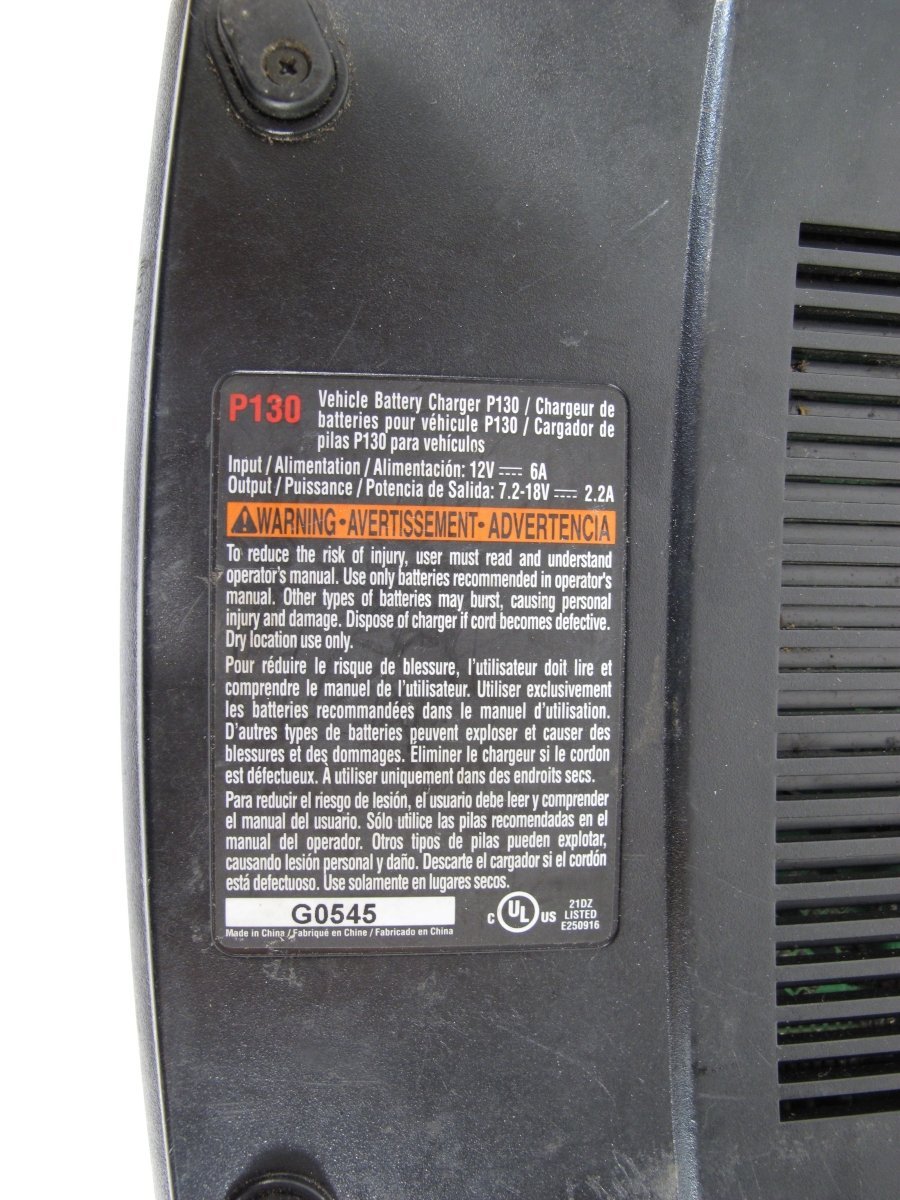 P130 Vehicle Battery Charger P130 / Chargeur de
batteries pour véhicule P130 / Cargador de
pilas P130 para vehículos
Input / Alimentation / Alimentación: 12V ⎓ 6A
Output / Puissance / Potencia de Salida: 7.2-18V ⎓ 2.2A
WARNING • AVERTISSEMENT • ADVERTENCIA
To reduce the risk of injury, user must read and understand
operator's manual. Use only batteries recommended in operator's
manual. Other types of batteries may burst, causing personal
injury and damage. Dispose of charger if cord becomes defective.
Dry location use only.
Pour réduire le risque de blessure, l'utilisateur doit lire et
comprendre le manuel de l'utilisateur. Utiliser exclusivement
les batteries recommandées dans le manuel d'utilisation.
D'autres types de batteries peuvent exploser et causer des
blessures et des dommages. Éliminer le chargeur si le cordon
est défectueux. À utiliser uniquement dans des endroits secs.
Para reducir el riesgo de lesión, el usuario debe leer y comprender
el manual del usuario. Sólo utilice las pilas recomendadas en el
manual del operador. Otros tipos de pilas pueden explotar,
causando lesión personal y daño. Descarte el cargador si el cordón
está defectuoso. Use solamente en lugares secos.
G0545
Made in China / Fabriqué en Chine / Fabricado en China
C UL US
21DZ
LISTED
E250916